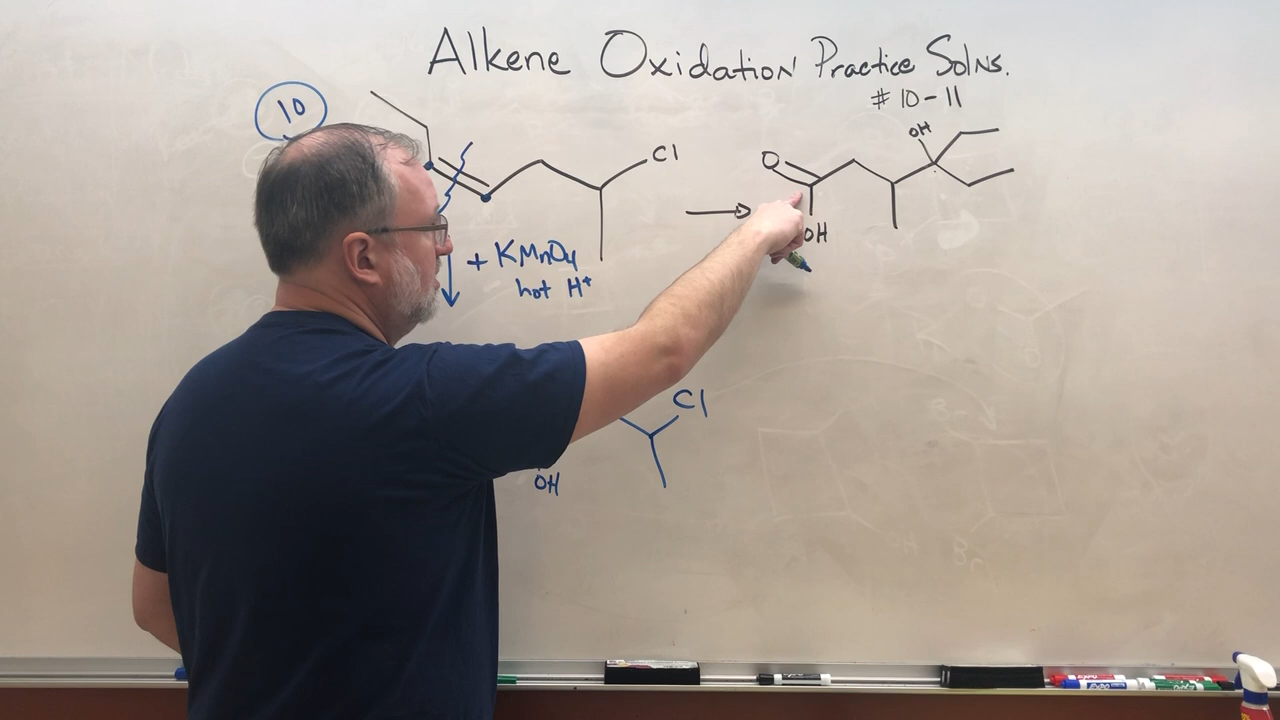 Alkene Oxidation Practice Solns.
# 10-11
10
Cl
+ KMnO4
hot H+
O
OH
OH
Cl
OH